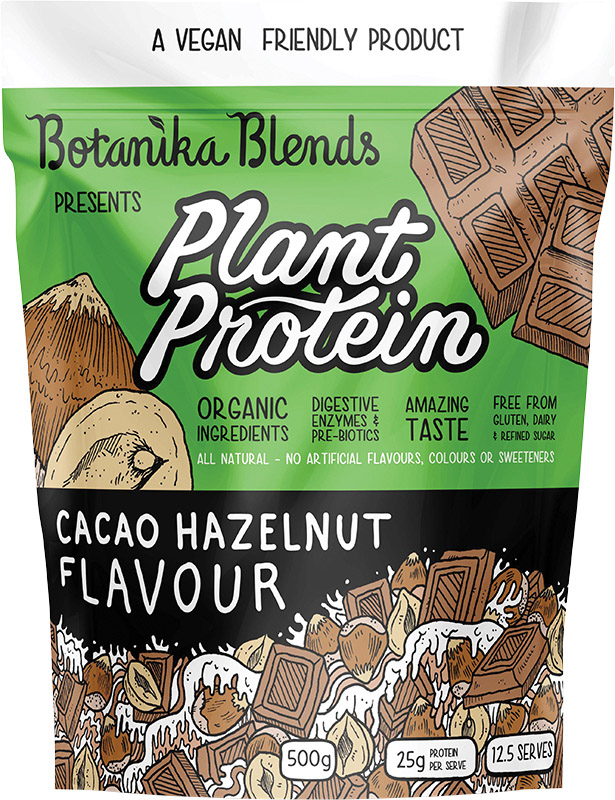 A VEGAN FRIENDLY PRODUCT
Botanika Blends
PRESENTS
Plant
Protein
ORGANIC
INGREDIENTS
DIGESTIVE
ENZYMES &
PRE-BIOTICS
AMAZING
TASTE
FREE FROM
GLUTEN, DAIRY
& REFINED SUGAR
ALL NATURAL - NO ARTIFICIAL FLAVOURS, COLOURS OR SWEETENERS
CACAO HAZELNUT
FLAVOUR
500g
25g PROTEIN
PER SERVE
12.5 SERVES